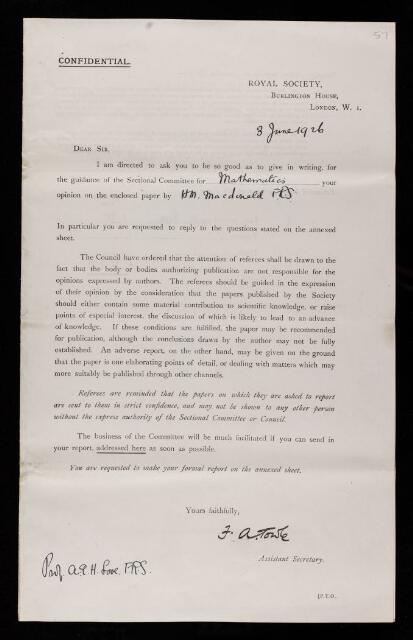 57
CONFIDENTIAL.
ROYAL SOCIETY,
BURLINGTON HOUSE,
LONDON, W. 1.
8 June 1926
DEAR SIR,
I am directed to ask you to be so good as to give in writing, for
the guidance of the Sectional Committee for Mathematics your
opinion on the enclosed paper by H.M. Macdonald FRS
In particular you are requested to reply to the questions stated on the annexed
sheet.
The Council have ordered that the attention of referees shall be drawn to the
fact that the body or bodies authorizing publication are not responsible for the
opinions expressed by authors. The referees should be guided in the expression
of their opinion by the consideration that the papers published by the Society
should either contain some material contribution to scientific knowledge, or raise
points of especial interest, the discussion of which is likely to lead to an advance
of knowledge. If these conditions are fulfilled, the paper may be recommended
for publication, although the conclusions drawn by the author may not be fully
established. An adverse report, on the other hand, may be given on the ground
that the paper is one elaborating points of detail, or dealing with matters which may
more suitably be published through other channels.
Referees are reminded that the papers on which they are asked to report
are sent to them in strict confidence, and may not be shown to any other person
without the express authority of the Sectional Committee or Council.
The business of the Committee will be much facilitated if you can send in
your report, addressed here as soon as possible.
You are requested to make your formal report on the annexed sheet.
Yours faithfully,
F. A. Towle
Assistant Secretary.
Prof. A.E.H. Love. FRS.
[P.T.O.